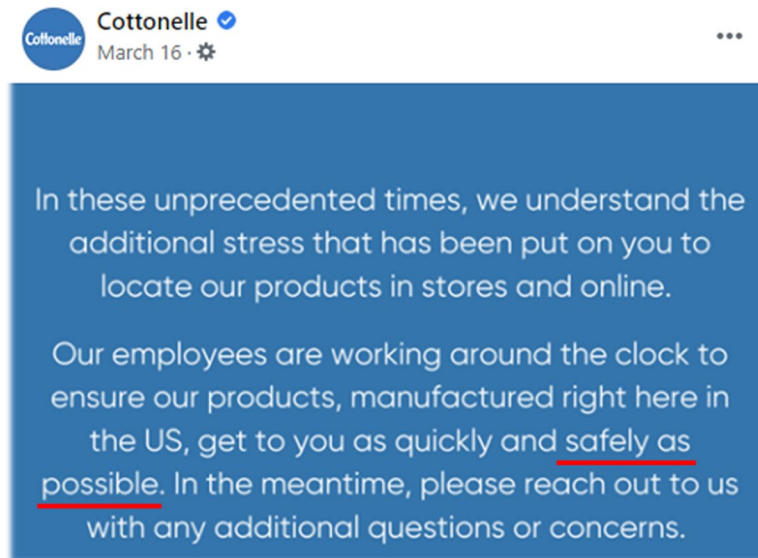 Cottonelle
Cottonelle
March 16 ·
In these unprecedented times, we understand the
additional stress that has been put on you to
locate our products in stores and online.
Our employees are working around the clock to
ensure our products, manufactured right here in
the US, get to you as quickly and safely as
possible. In the meantime, please reach out to us
with any additional questions or concerns.